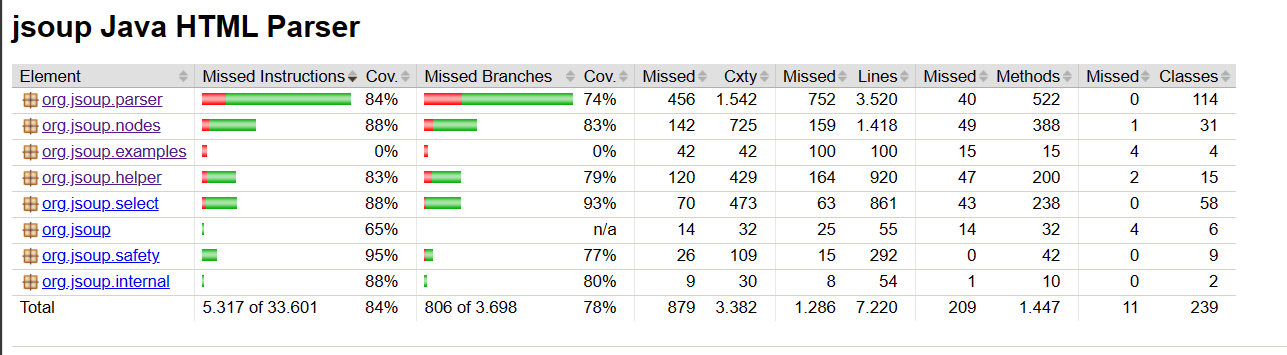 jsoup Java HTML Parser
Element Missed Instructions Cov. Missed Branches Cov. Missed Cxty Missed Lines Missed Methods Missed Classes
org.jsoup.parser 84% 74% 456 1.542 752 3.520 40 522 0 114
org.jsoup.nodes 88% 83% 142 725 159 1.418 49 388 1 31
org.jsoup.examples 0% 0% 42 42 100 100 15 15 4 4
org.jsoup.helper 83% 79% 120 429 164 920 47 200 2 15
org.jsoup.select 88% 93% 70 473 63 861 43 238 0 58
org.jsoup 65% n/a 14 32 25 55 14 32 4 6
org.jsoup.safety 95% 77% 26 109 15 292 0 42 0 9
org.jsoup.internal 88% 80% 9 30 8 54 1 10 0 2
Total 5.317 of 33.601 84% 806 of 3.698 78% 879 3.382 1.286 7.220 209 1.447 11 239